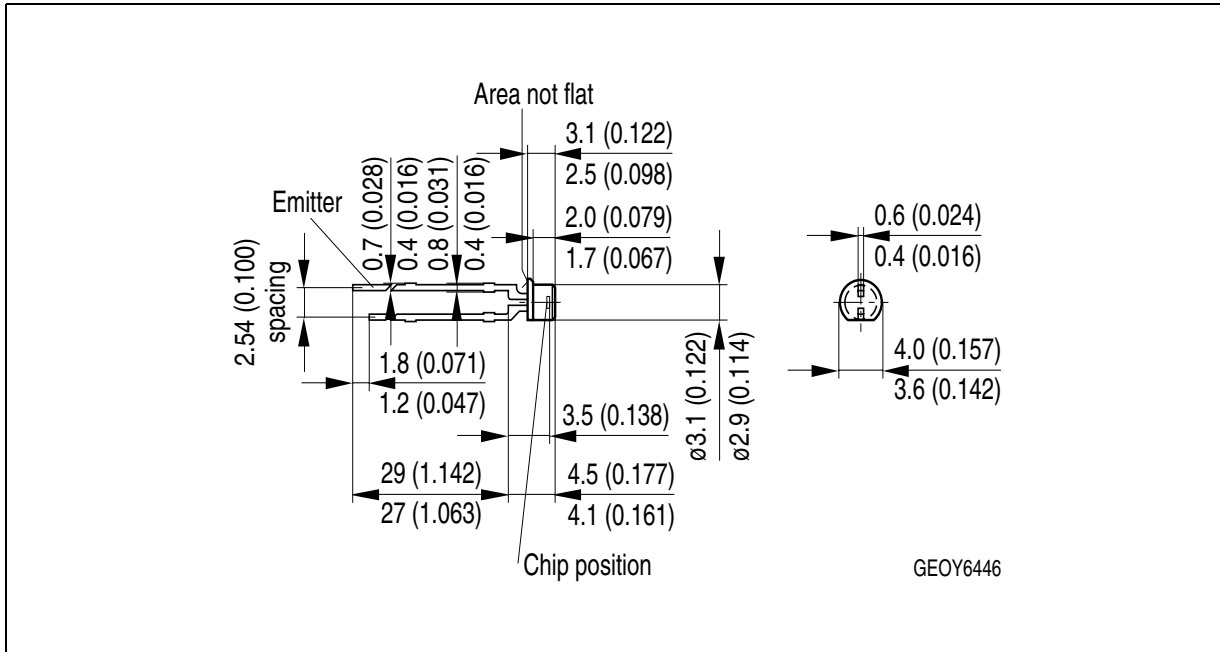 Area not flat
3.1 (0.122)
2.5 (0.098)
2.0 (0.079)
1.7 (0.067)
Emitter
0.7 (0.028)
0.4 (0.016)
0.8 (0.031)
0.4 (0.016)
0.6 (0.024)
0.4 (0.016)
2.54 (0.100)
spacing
1.8 (0.071)
1.2 (0.047)
4.0 (0.157)
3.6 (0.142)
3.5 (0.138)
ø3.1 (0.122)
ø2.9 (0.114)
29 (1.142)
27 (1.063)
4.5 (0.177)
4.1 (0.161)
Chip position
GEOY6446